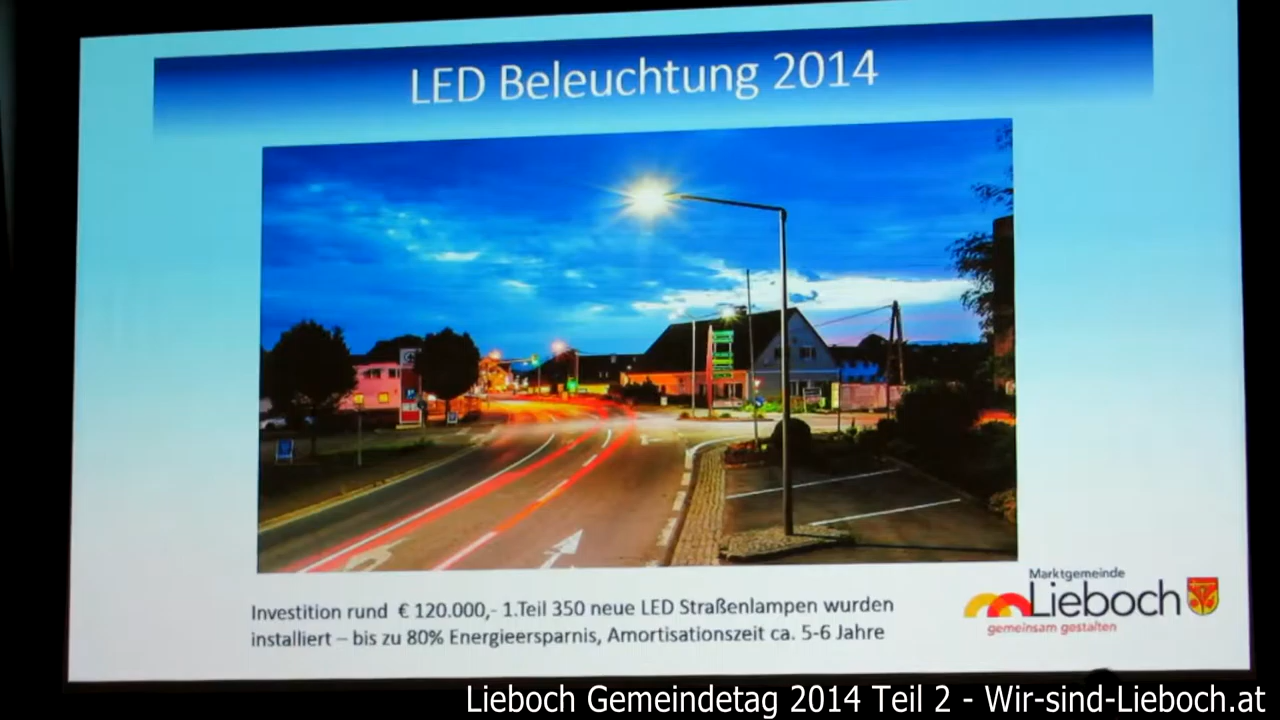 LED Beleuchtung 2014
Investition rund € 120.000,- 1.Teil 350 neue LED Straßenlampen wurden
installiert – bis zu 80% Energieersparnis, Amortisationszeit ca. 5-6 Jahre
Marktgemeinde
Lieboch
gemeinsam gestalten
Lieboch Gemeindetag 2014 Teil 2 - Wir-sind-Lieboch.at